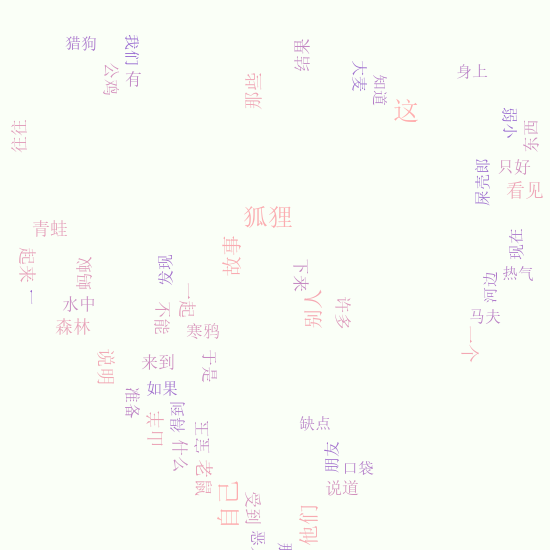 猎狗
我们
有
公鸡
那些
结果
大麦
知道
这
身上
往往
弱小
东西
屎壳郎
只好
看见
狐狸
青蛙
故事
现在
热气
河边
马夫
一个
起来一
蚂蚁
水中
森林
发现
一起
不能
寒鸦
下来
别人
许多
说明
来到
于是
如果
准备
得到
羊
什么
宝玉
老鼠
自己
受到
恶
缺点
朋友
口袋
说道
他们
那